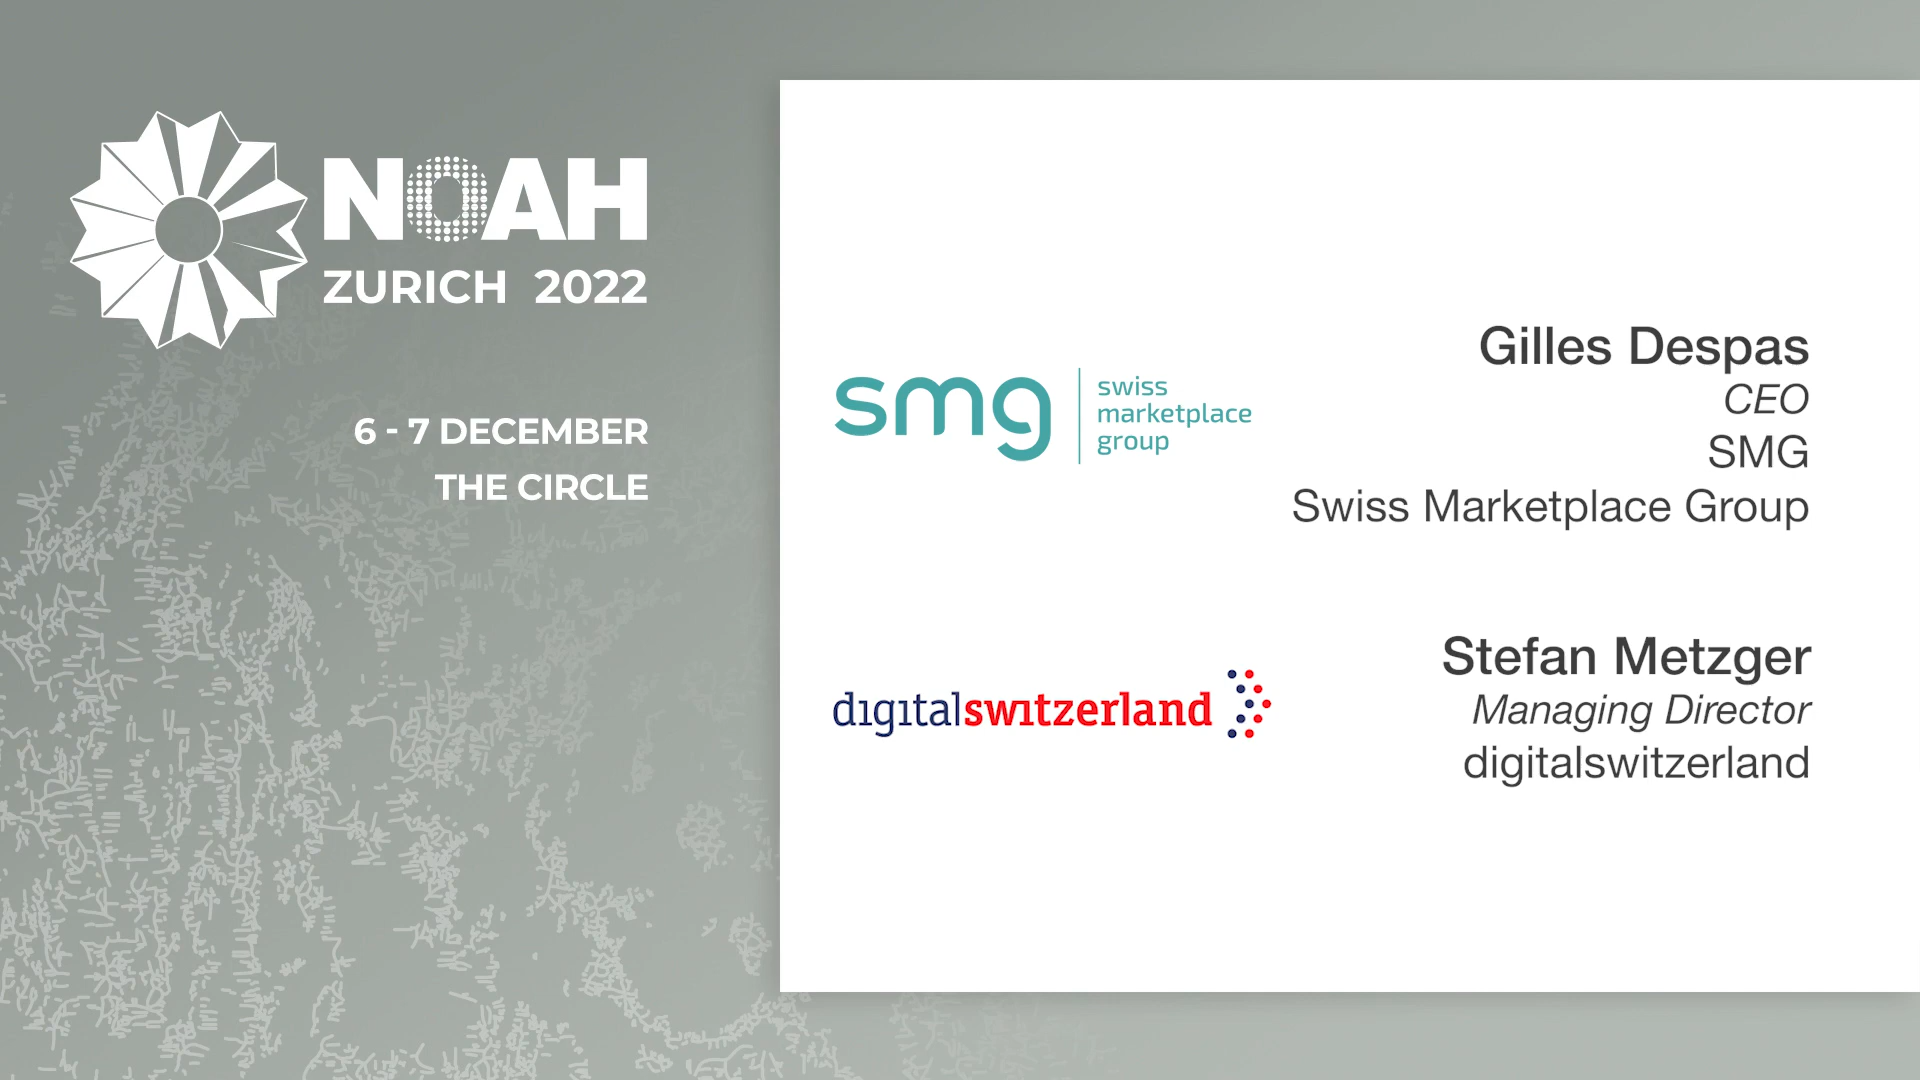 NOAH
ZURICH 2022
6 - 7 DECEMBER
THE CIRCLE
smg
swiss
marketplace
group
Gilles Despas
CEO
SMG
Swiss Marketplace Group
digitalswitzerland
Stefan Metzger
Managing Director
digitalswitzerland